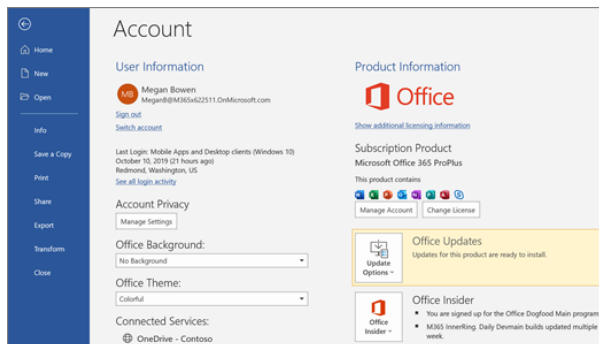 Account
Home
New
Open
Info
Save a Copy
Print
Share
Export
Transform
Close
User Information
MB
Megan Bowen
MeganB@M365x622511.OnMicrosoft.com
Sign out
Switch account
Last Login: Mobile Apps and Desktop clients (Windows 10)
October 10, 2019 (21 hours ago)
Redmond, Washington, US
See all login activity
Account Privacy
Manage Settings
Office Background:
No Background
Office Theme:
Colorful
Connected Services:
OneDrive - Contoso
Product Information
Office
Show additional licensing information
Subscription Product
Microsoft Office 365 ProPlus
This product contains
Manage Account
Change License
Update
Options
Office Updates
Updates for this product are ready to install.
Office
Insider
Office Insider
You are signed up for the Office Dogfood Main program
M365 InnerRing. Daily Devmain builds updated multiple
week.